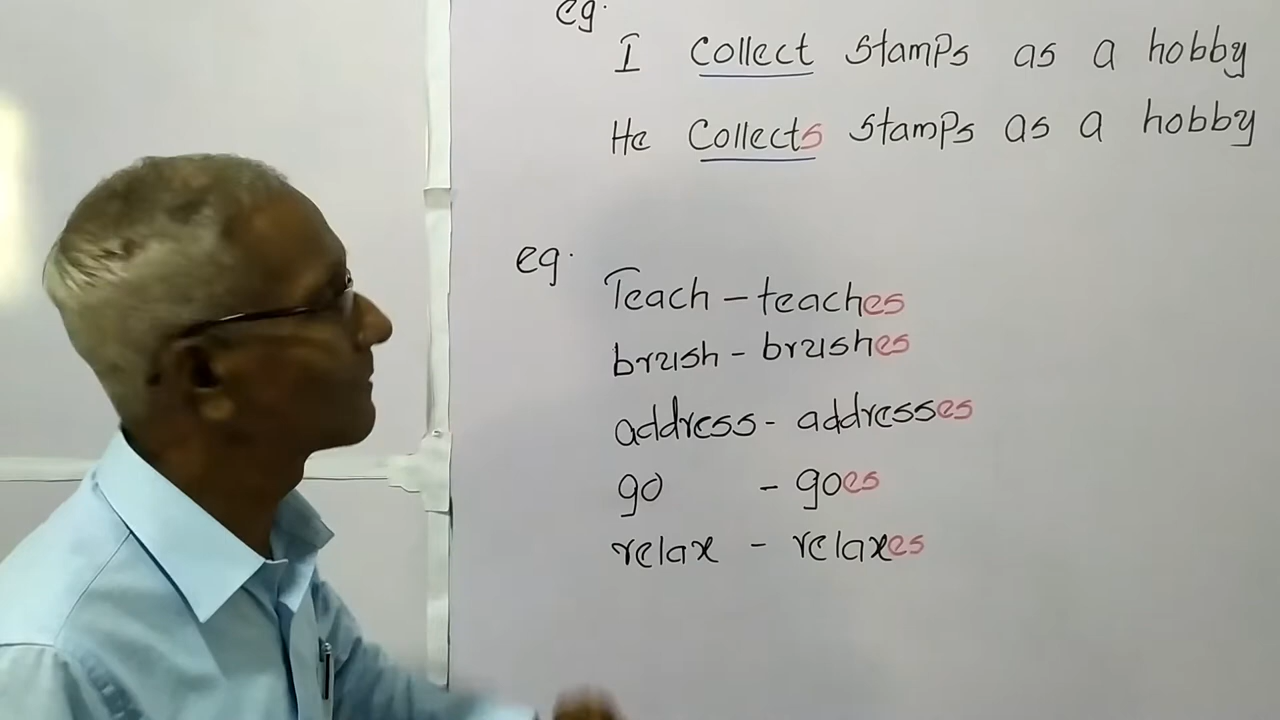 eg.
I Collect stamps as a hobby
He Collects stamps as a hobby
eg.
Teach - teaches
brush - brushes
address - addresses
go - goes
relax - relaxes